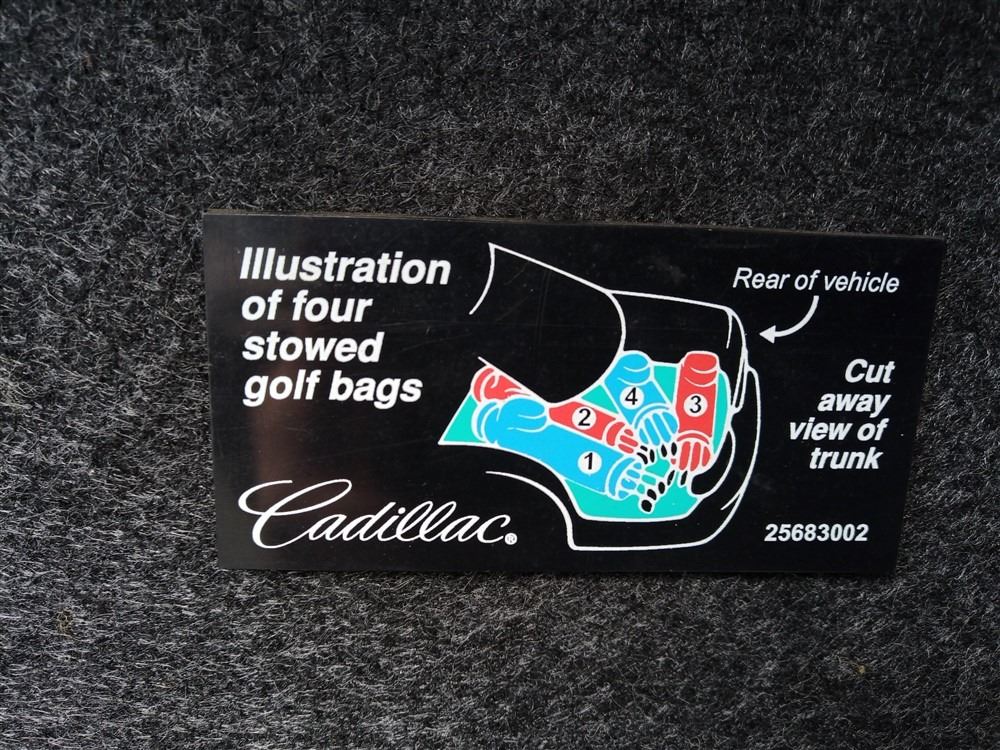 Illustration
of four
stowed
golf bags
Rear of vehicle
Cut
away
view of
trunk
4
3
2
1
Cadillac®
25683002